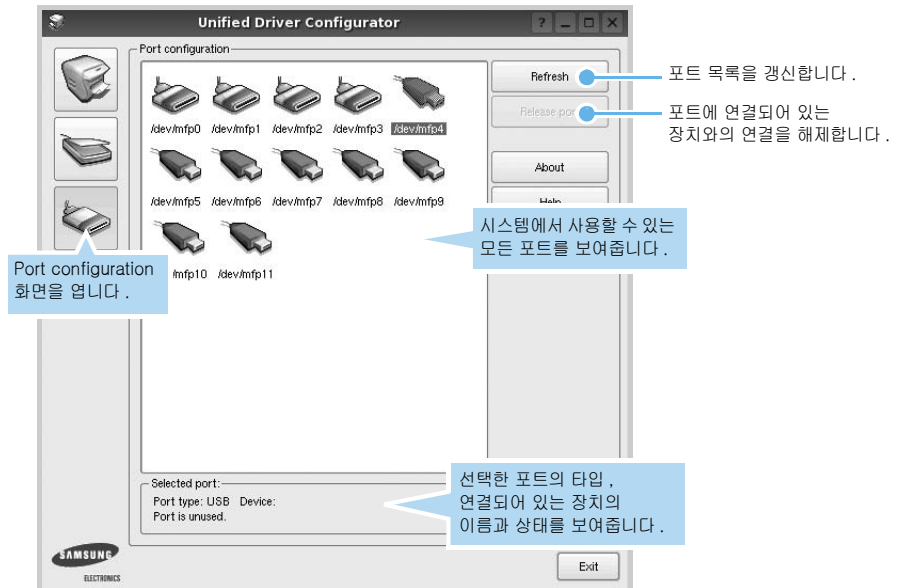 Unified Driver Configurator
Port configuration
/dev/mfp0 /dev/mfp1 /dev/mfp2 /dev/mfp3 /dev/mfp4
/dev/mfp5 /dev/mfp6 /dev/mfp7 /dev/mfp8 /dev/mfp9
/mfp10 /dev/mfp11
Refresh
포트 목록을 갱신합니다 .
Release por
포트에 연결되어 있는
장치와의 연결을 해제합니다 .
About
Help
시스템에서 사용할 수 있는
모든 포트를 보여줍니다 .
Port configuration
화면을 엽니다 .
Selected port:
Port type: USB Device:
Port is unused.
선택한 포트의 타입 ,
연결되어 있는 장치의
이름과 상태를 보여줍니다 .
SAMSUNG
ELECTRONICS
Exit